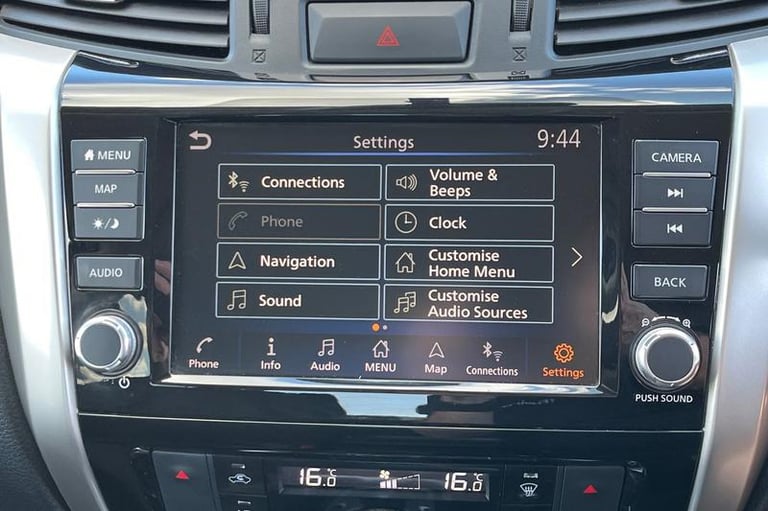 Settings 9:44
MENU
MAP
AUDIO
Connections
Phone
Navigation
Sound
Volume &
Beeps
Clock
Customise
Home Menu
Customise
Audio Sources
Phone
Info
Audio
MENU
Map
Connections
Settings
CAMERA
BACK
PUSH SOUND
16.0°C
16.0°C